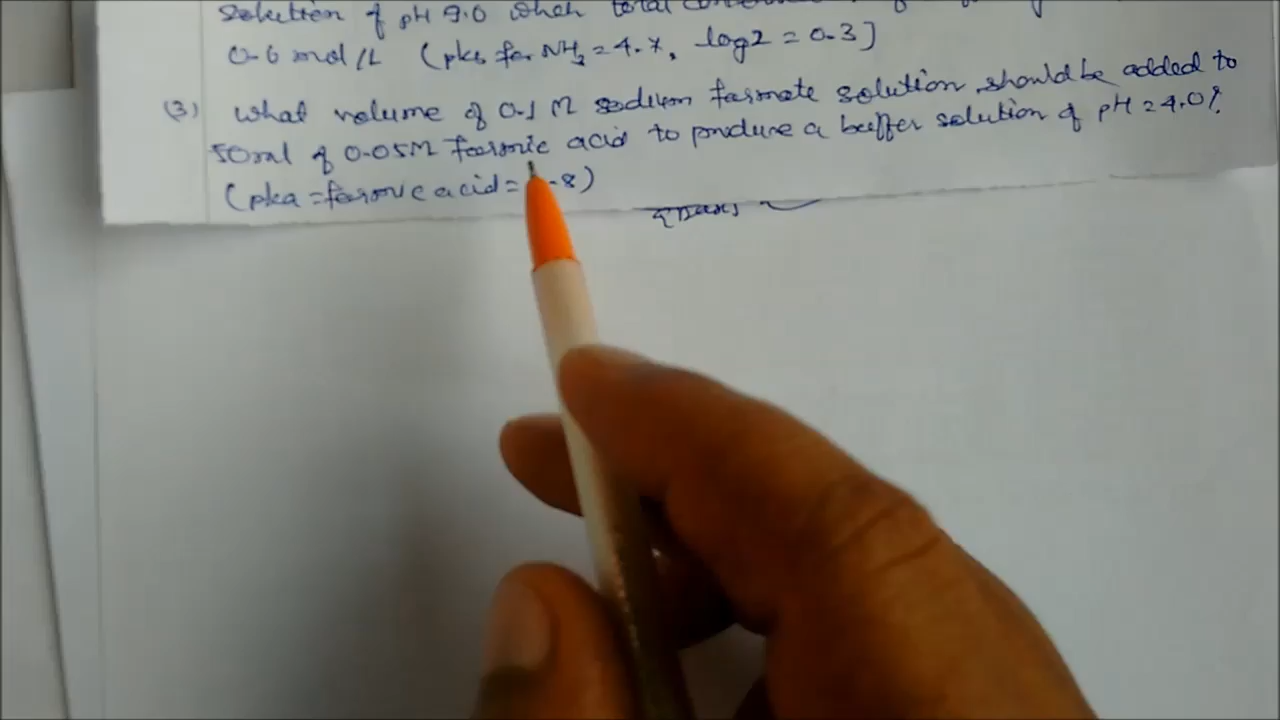 solution of pH 9.0 when total
0.6 mol/L (pkb for NH3 = 4.7, log2 = 0.3]
(3) What volume of 0.1 M sodium formate solution should be added to
50ml of 0.05M formic acid to produce a buffer solution of pH = 4.0?
(pka = formic acid= .8)